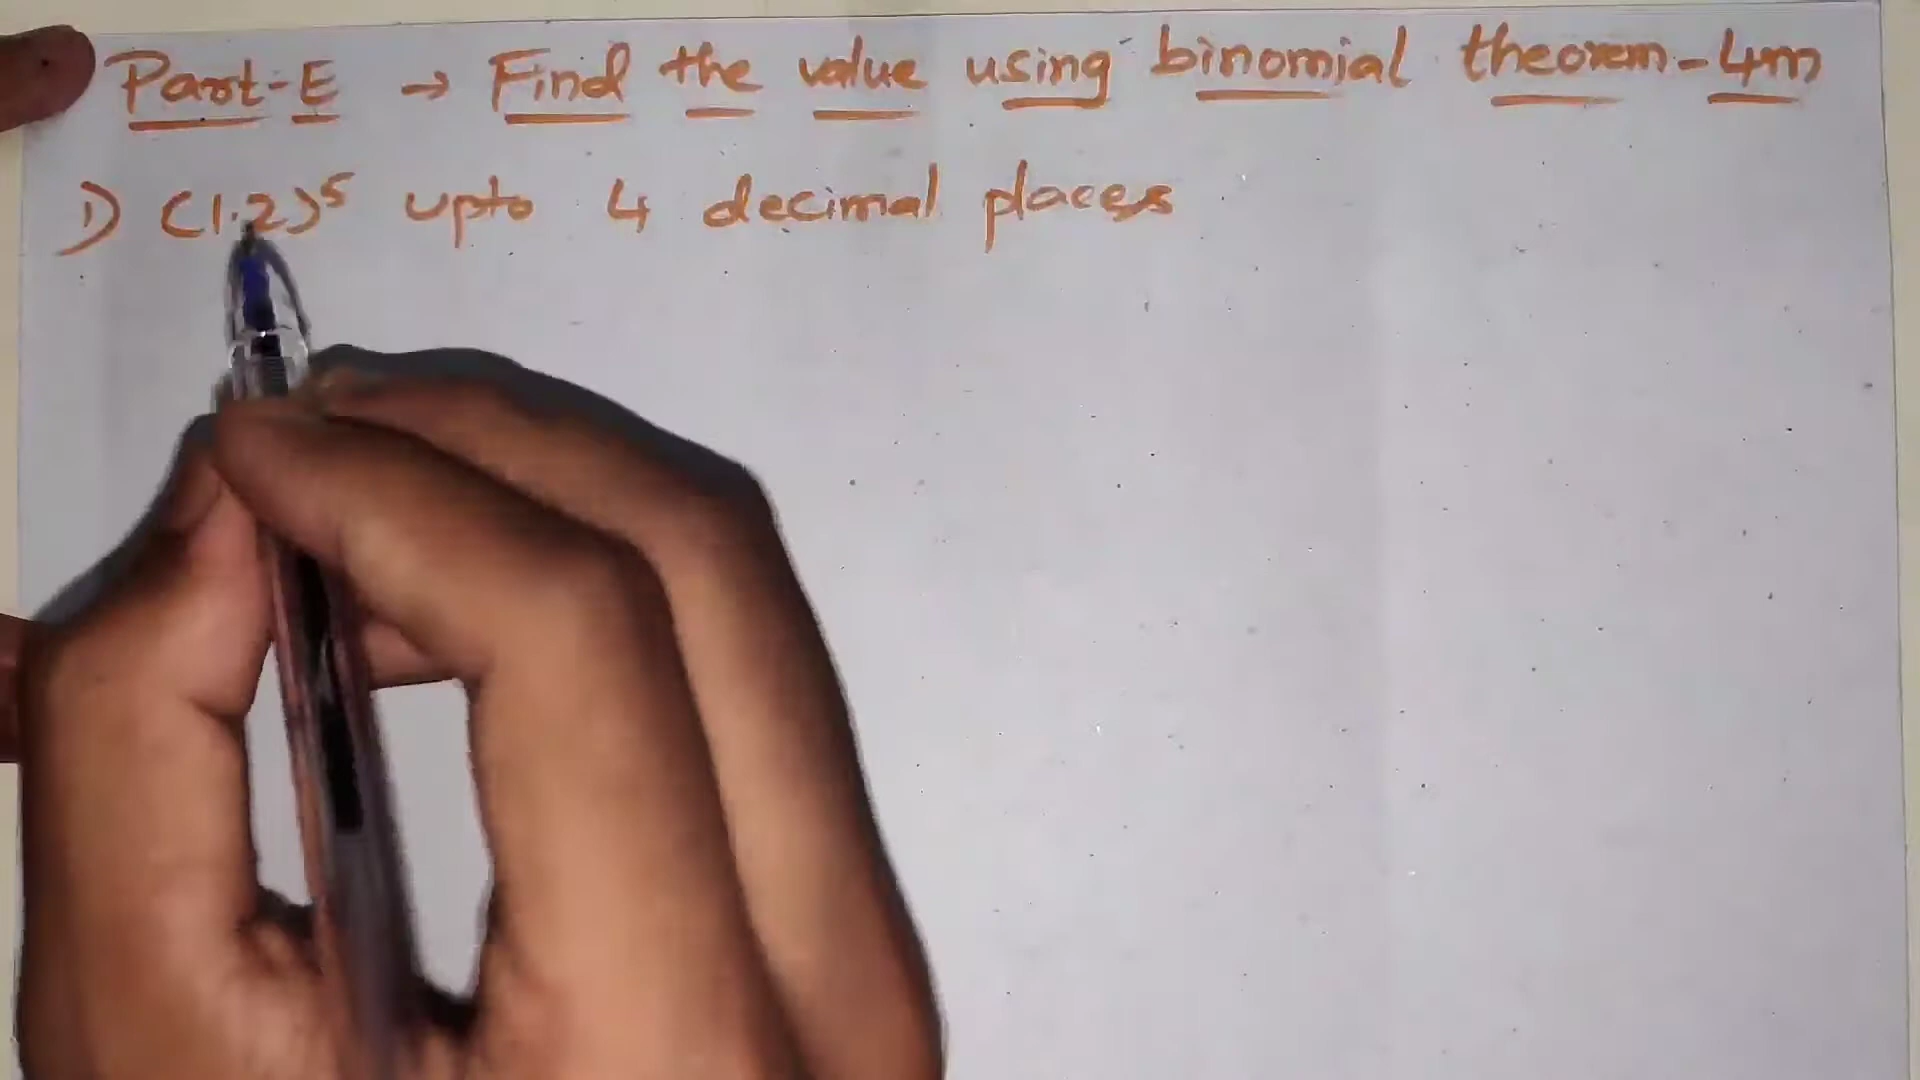 Part-E → Find the value using binomial theorem-4m
1) (1.2)⁵ upto 4 decimal places